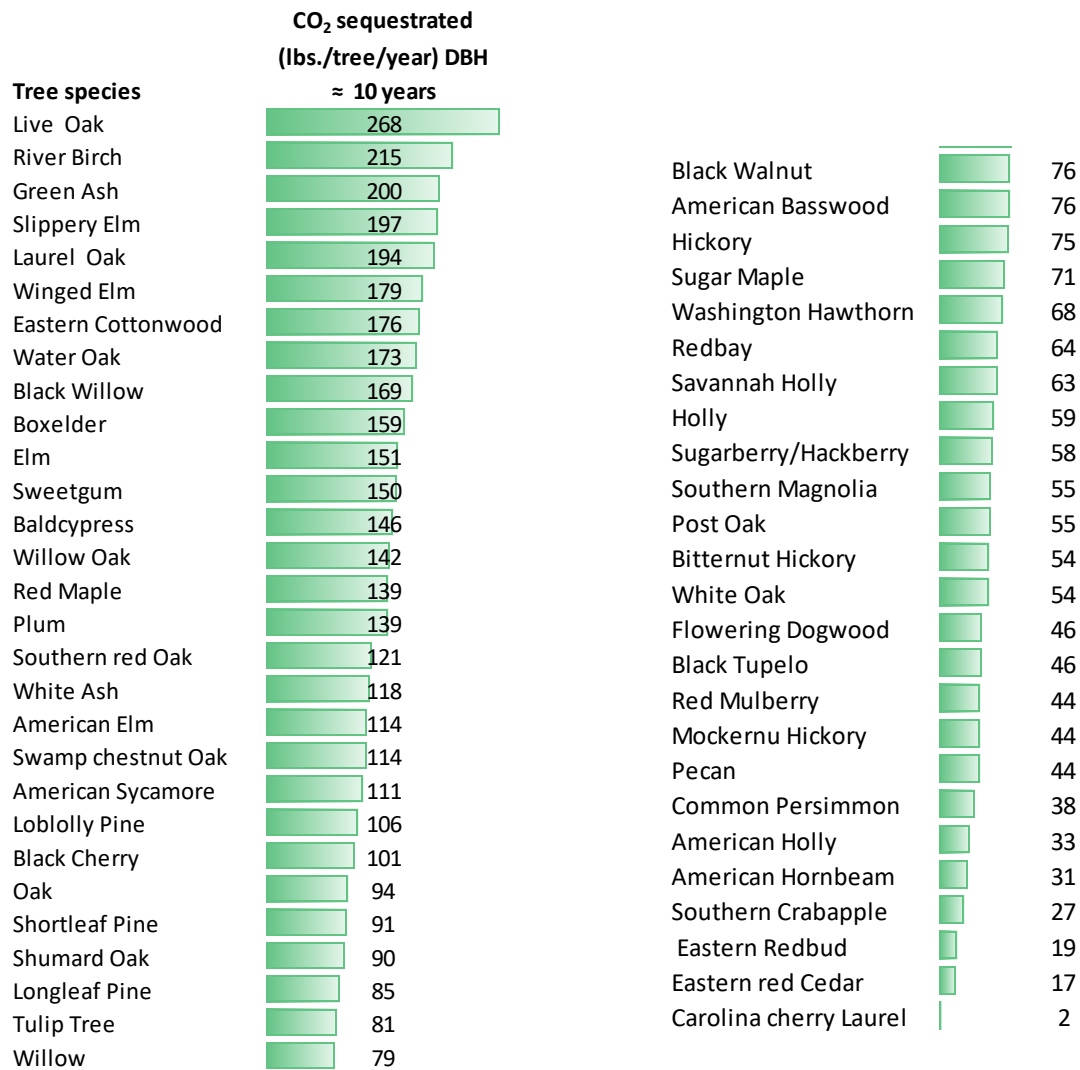 CO₂ sequestrated
(lbs./tree/year) DBH
Tree species ≈ 10 years
Live Oak 268
River Birch 215
Green Ash 200
Slippery Elm 197
Laurel Oak 194
Winged Elm 179
Eastern Cottonwood 176
Water Oak 173
Black Willow 169
Boxelder 159
Elm 151
Sweetgum 150
Baldcypress 146
Willow Oak 142
Red Maple 139
Plum 139
Southern red Oak 121
White Ash 118
American Elm 114
Swamp chestnut Oak 114
American Sycamore 111
Loblolly Pine 106
Black Cherry 101
Oak 94
Shortleaf Pine 91
Shumard Oak 90
Longleaf Pine 85
Tulip Tree 81
Willow 79
Black Walnut 76
American Basswood 76
Hickory 75
Sugar Maple 71
Washington Hawthorn 68
Redbay 64
Savannah Holly 63
Holly 59
Sugarberry/Hackberry 58
Southern Magnolia 55
Post Oak 55
Bitternut Hickory 54
White Oak 54
Flowering Dogwood 46
Black Tupelo 46
Red Mulberry 44
Mockernu Hickory 44
Pecan 44
Common Persimmon 38
American Holly 33
American Hornbeam 31
Southern Crabapple 27
Eastern Redbud 19
Eastern red Cedar 17
Carolina cherry Laurel 2